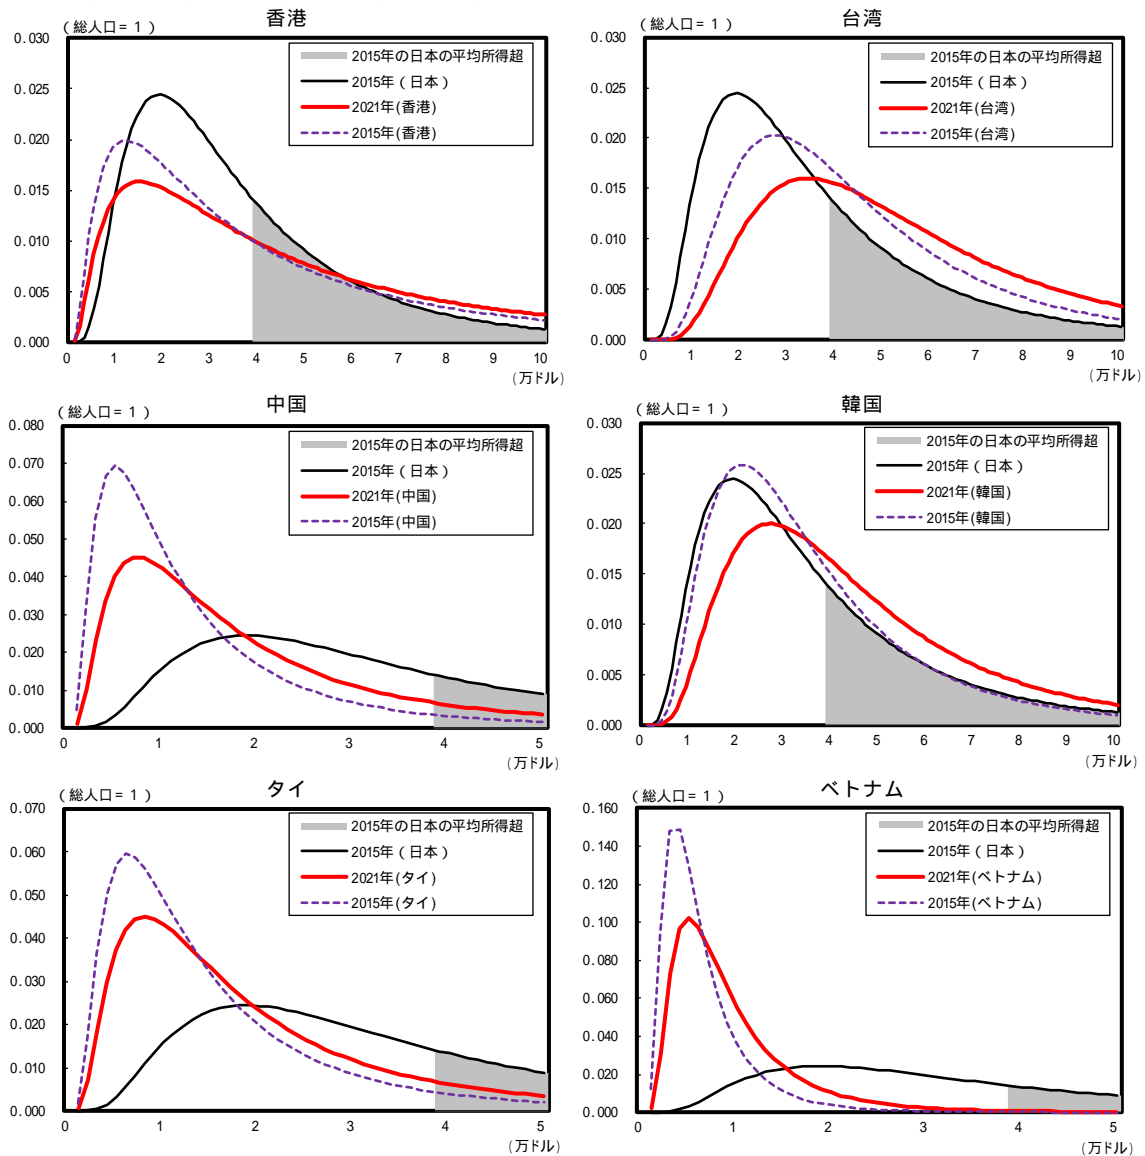 香港
（総人口＝１）
0.030
0.025
0.020
0.015
0.010
0.005
0.000
2015年の日本の平均所得超
2015年（日本）
2021年(香港)
2015年(香港)
0 1 2 3 4 5 6 7 8 9 10
（万ドル）
台湾
（総人口＝１）
0.030
0.025
0.020
0.015
0.010
0.005
0.000
2015年の日本の平均所得超
2015年（日本）
2021年(台湾)
2015年(台湾)
0 1 2 3 4 5 6 7 8 9 10
（万ドル）
中国
（総人口＝１）
0.080
0.070
0.060
0.050
0.040
0.030
0.020
0.010
0.000
2015年の日本の平均所得超
2015年（日本）
2021年(中国)
2015年(中国)
0 1 2 3 4 5
（万ドル）
韓国
（総人口＝１）
0.030
0.025
0.020
0.015
0.010
0.005
0.000
2015年の日本の平均所得超
2015年（日本）
2021年(韓国)
2015年(韓国)
0 1 2 3 4 5 6 7 8 9 10
（万ドル）
タイ
（総人口＝１）
0.070
0.060
0.050
0.040
0.030
0.020
0.010
0.000
2015年の日本の平均所得超
2015年（日本）
2021年(タイ)
2015年(タイ)
0 1 2 3 4 5
（万ドル）
ベトナム
（総人口＝１）
0.160
0.140
0.120
0.100
0.080
0.060
0.040
0.020
0.000
2015年の日本の平均所得超
2015年（日本）
2021年(ベトナム)
2015年(ベトナム)
0 1 2 3 4 5
（万ドル）